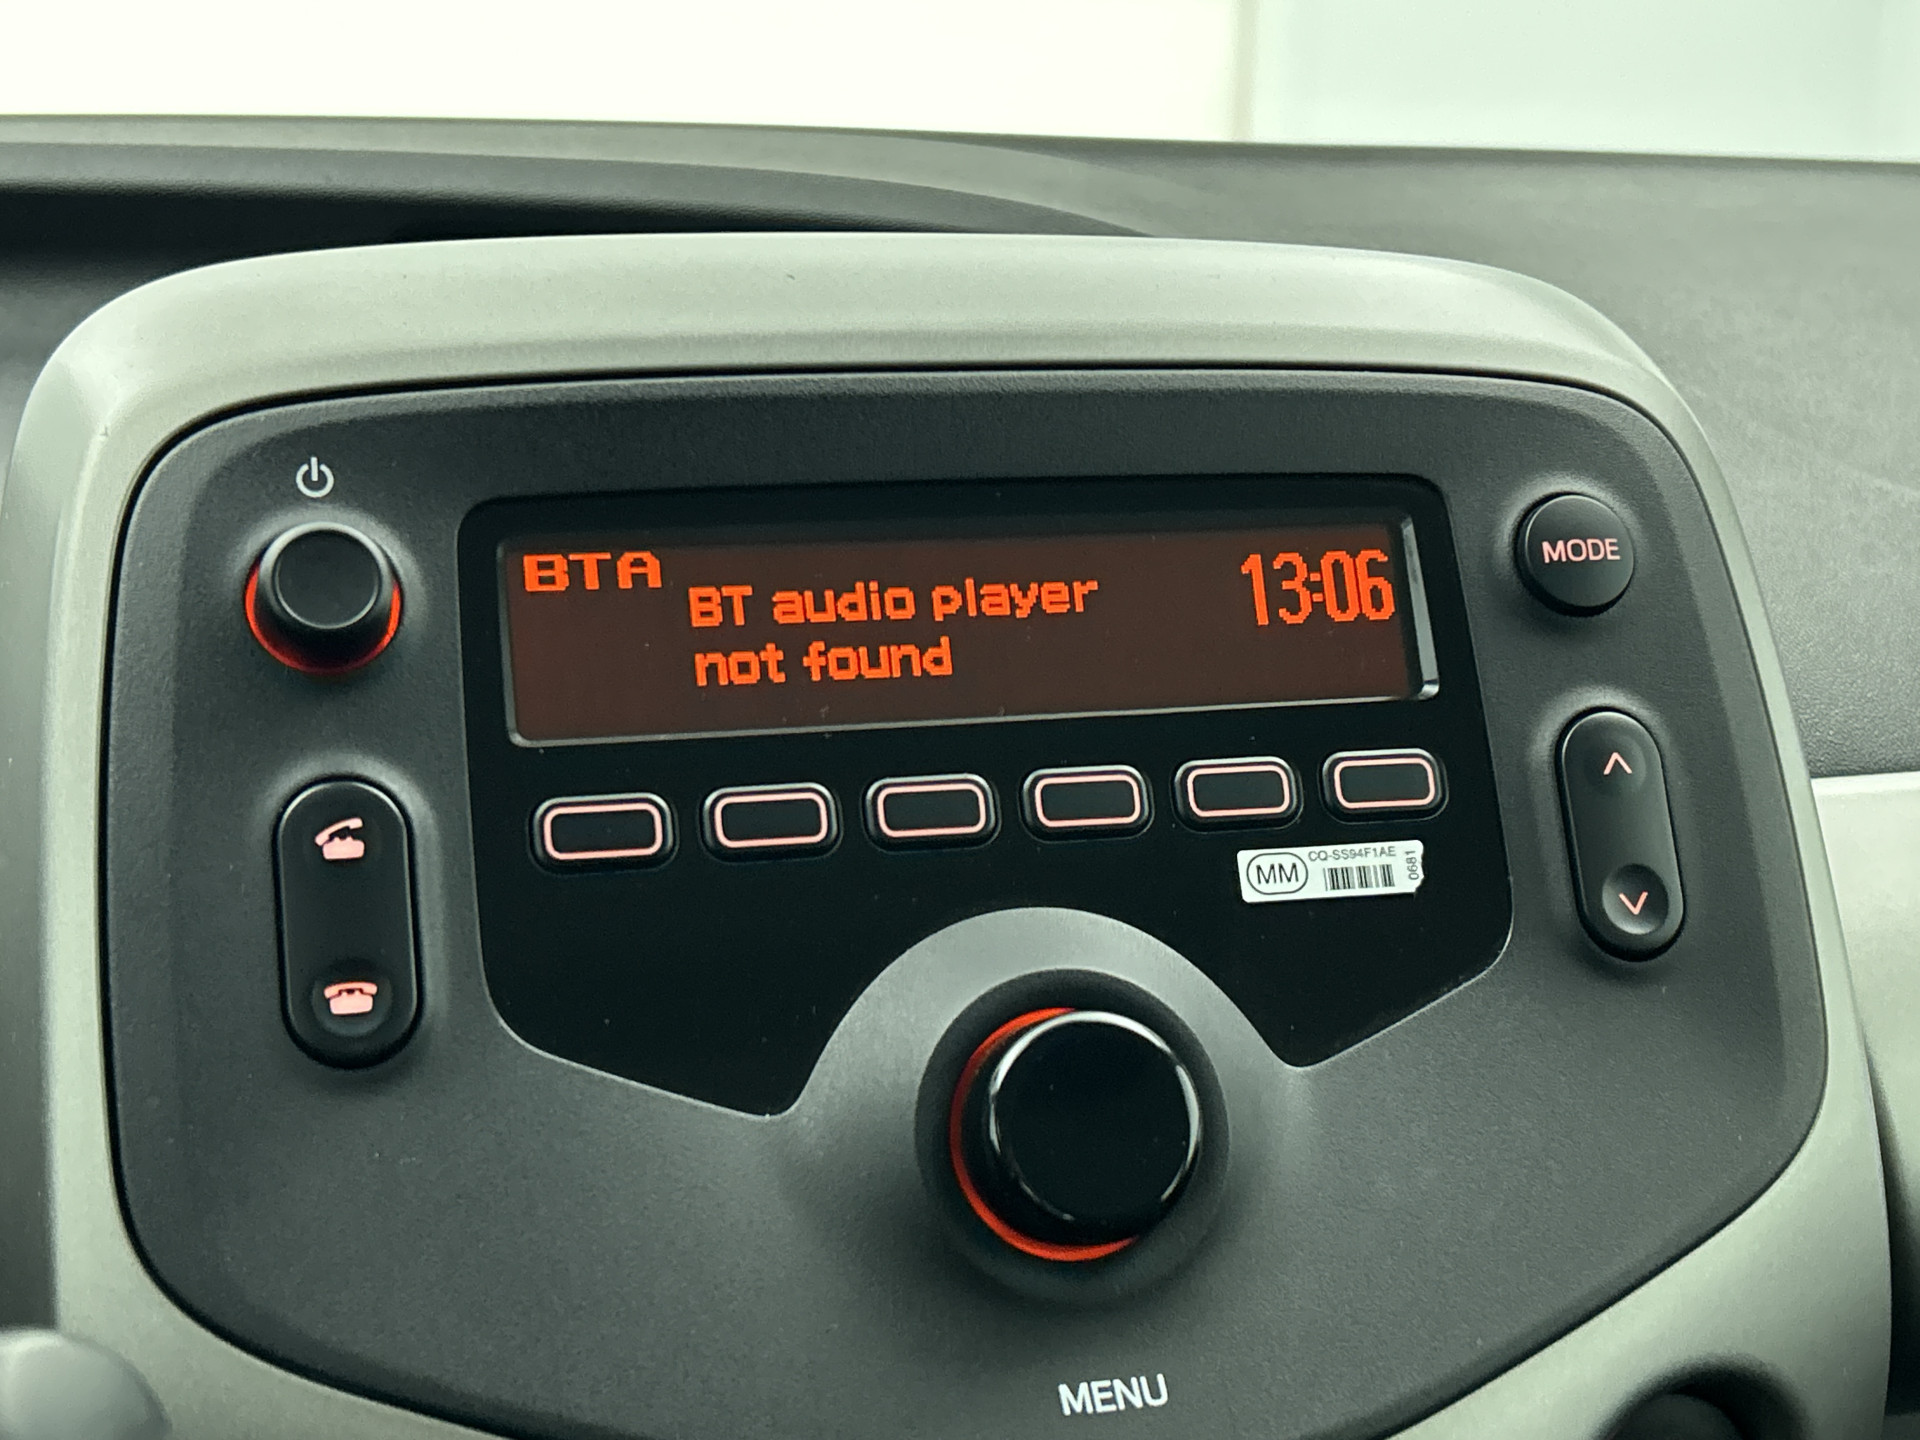 BTA
BT audio player
not found
13:06
MODE
MM
CQ-SS94F1AE
0681
MENU